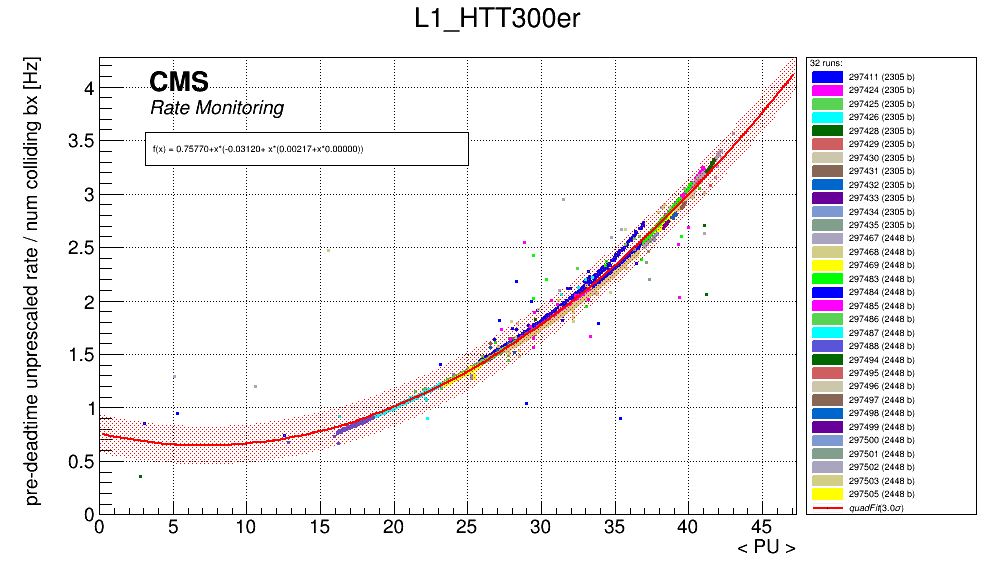 L1_HTT300er
pre-deadtime unprescaled rate / num colliding bx [Hz]
CMS
Rate Monitoring
f(x) = 0.75770+x*(-0.03120+ x*(0.00217+x*0.00000))
4
3.5
3
2.5
2
1.5
1
0.5
0
0 5 10 15 20 25 30 35 40 45
< PU >
32 runs:
297411 (2305 b)
297424 (2305 b)
297425 (2305 b)
297426 (2305 b)
297428 (2305 b)
297429 (2305 b)
297430 (2305 b)
297431 (2305 b)
297432 (2305 b)
297433 (2305 b)
297434 (2305 b)
297435 (2305 b)
297467 (2448 b)
297468 (2448 b)
297469 (2448 b)
297483 (2448 b)
297484 (2448 b)
297485 (2448 b)
297486 (2448 b)
297487 (2448 b)
297488 (2448 b)
297494 (2448 b)
297495 (2448 b)
297496 (2448 b)
297497 (2448 b)
297498 (2448 b)
297499 (2448 b)
297500 (2448 b)
297501 (2448 b)
297502 (2448 b)
297503 (2448 b)
297505 (2448 b)
quadFit(3.0σ)